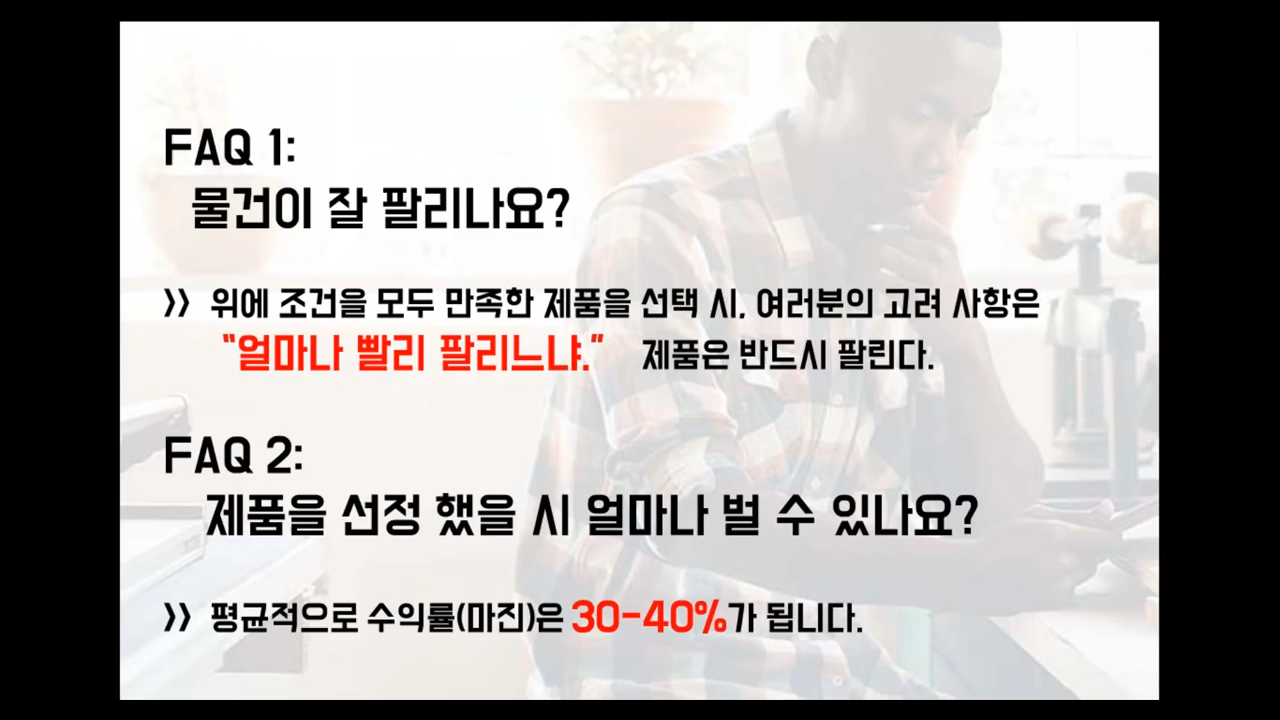 FAQ 1:
물건이 잘 팔리나요?
>> 위에 조건을 모두 만족한 제품을 선택 시, 여러분의 고려 사항은
"얼마나 빨리 팔리느냐." 제품은 반드시 팔린다.
FAQ 2:
제품을 선정 했을 시 얼마나 벌 수 있나요?
>> 평균적으로 수익률(마진)은 30-40%가 됩니다.